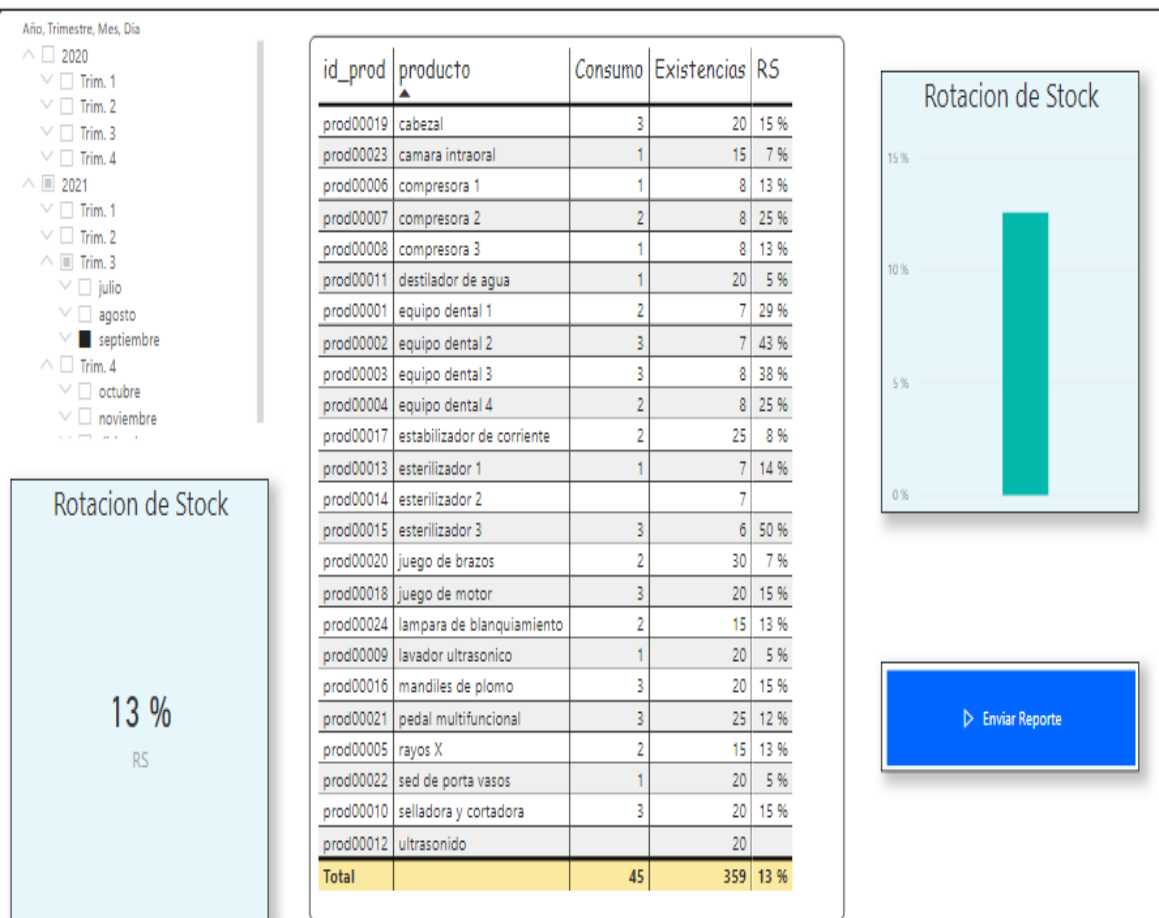 Año, Trimestre, Mes, Dia
2020
Trim. 1
Trim. 2
Trim. 3
Trim. 4
2021
Trim. 1
Trim. 2
Trim. 3
julio
agosto
septiembre
Trim. 4
octubre
noviembre
Rotacion de Stock
13 %
RS
id_prod producto Consumo Existencias RS
prod00019 cabezal 3 20 15 %
prod00023 camara intraoral 1 15 7 %
prod00006 compresora 1 1 8 13 %
prod00007 compresora 2 2 8 25 %
prod00008 compresora 3 1 8 13 %
prod00011 destilador de agua 1 20 5 %
prod00001 equipo dental 1 2 7 29 %
prod00002 equipo dental 2 3 7 43 %
prod00003 equipo dental 3 3 8 38 %
prod00004 equipo dental 4 2 8 25 %
prod00017 estabilizador de corriente 2 25 8 %
prod00013 esterilizador 1 1 7 14 %
prod00014 esterilizador 2 7
prod00015 esterilizador 3 3 6 50 %
prod00020 juego de brazos 2 30 7 %
prod00018 juego de motor 3 20 15 %
prod00024 lampara de blanquiamiento 2 15 13 %
prod00009 lavador ultrasonico 1 20 5 %
prod00016 mandiles de plomo 3 20 15 %
prod00021 pedal multifuncional 3 25 12 %
prod00005 rayos X 2 15 13 %
prod00022 sed de porta vasos 1 20 5 %
prod00010 selladora y cortadora 3 20 15 %
prod00012 ultrasonido 20
Total 45 359 13 %
Rotacion de Stock
15 %
10 %
5 %
0 %
Enviar Reporte